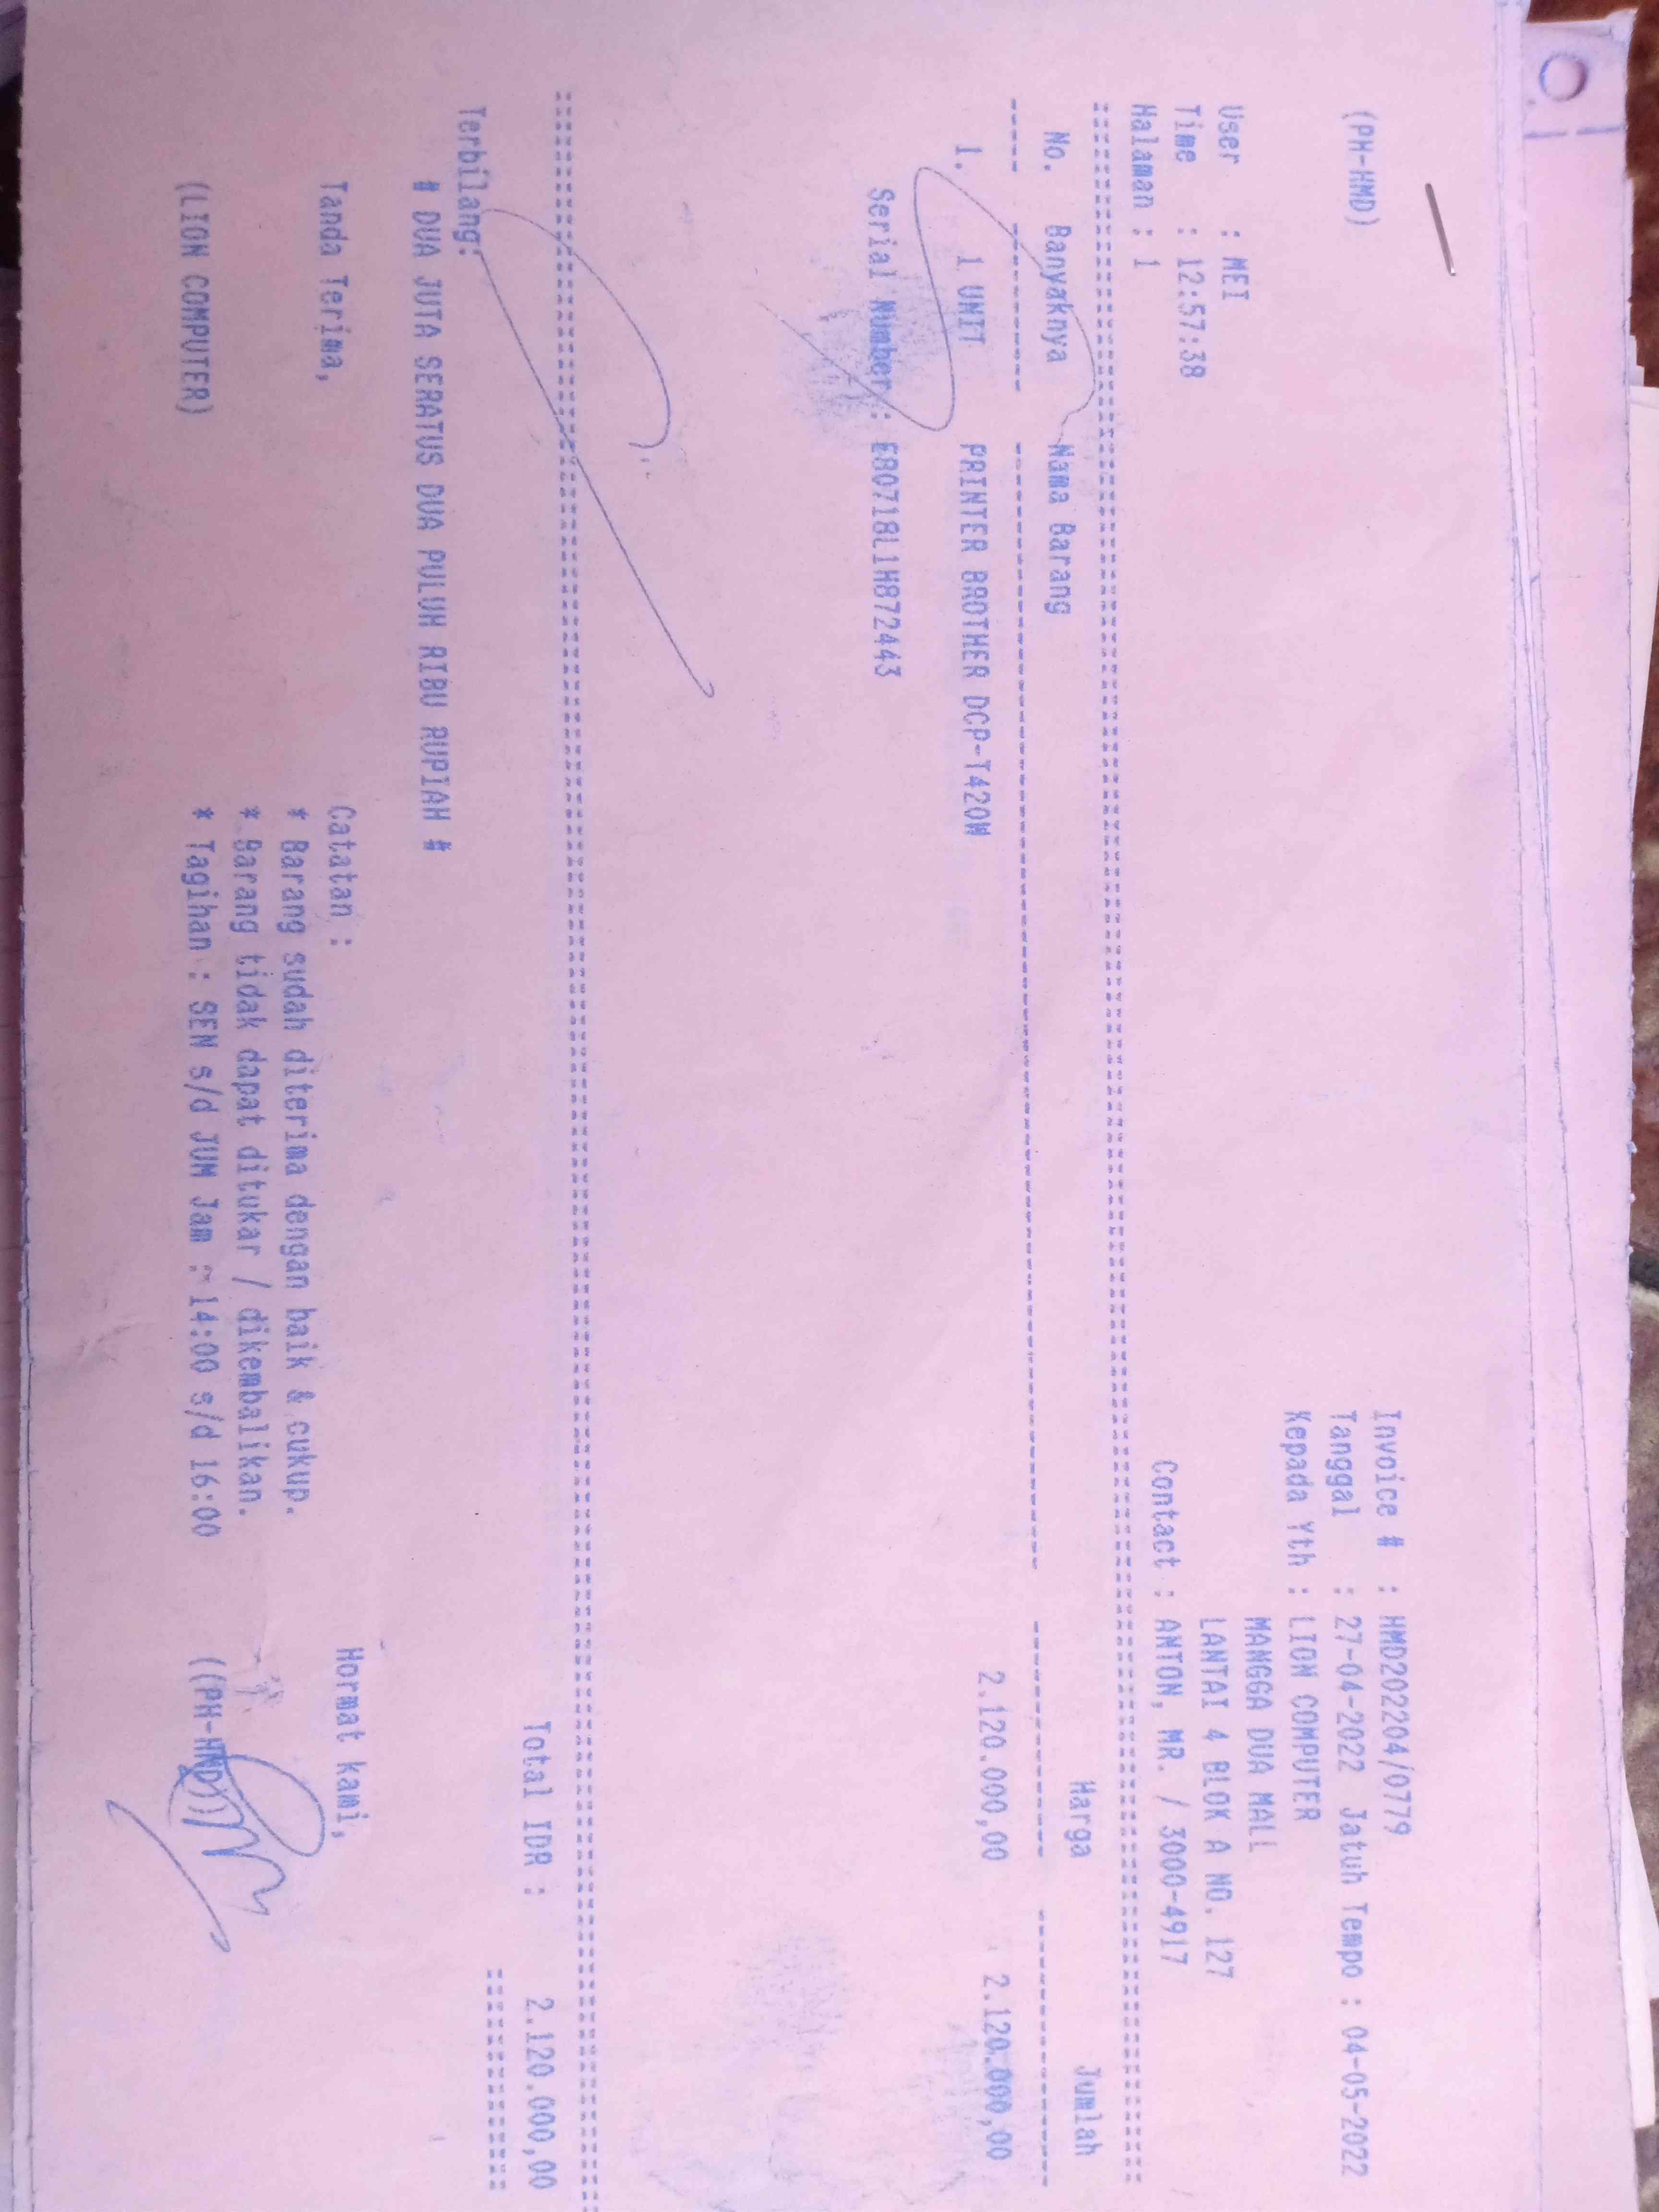 (PH-HMD)
Invoice # : HMD202204/0779
Tanggal : 27-04-2022 Jatuh Tempo : 04-05-2022
Kepada Yth : LION COMPUTER
MANGGA DUA MALL
LANTAI 4 BLOK A NO. 127
Contact : ANTON, MR. / 3000-4917
User : MEI
Time : 12:57:38
Halaman : 1
No. Banyaknya Nama Barang Harga Jumlah
1. 1 UNIT PRINTER BROTHER DCP-T420W 2.120.000,00 2.120.000,00
Serial Number : E80718L1H872443
Total IDR : 2.120.000,00
Terbilang:
# DUA JUTA SERATUS DUA PULUH RIBU RUPIAH #
Tanda Terima,
(LION COMPUTER)
Catatan :
* Barang sudah diterima dengan baik & cukup.
* Barang tidak dapat ditukar / dikembalikan.
* Tagihan : SEN s/d JUM Jam : 14:00 s/d 16:00
Hormat kami,
((PH-HMD))